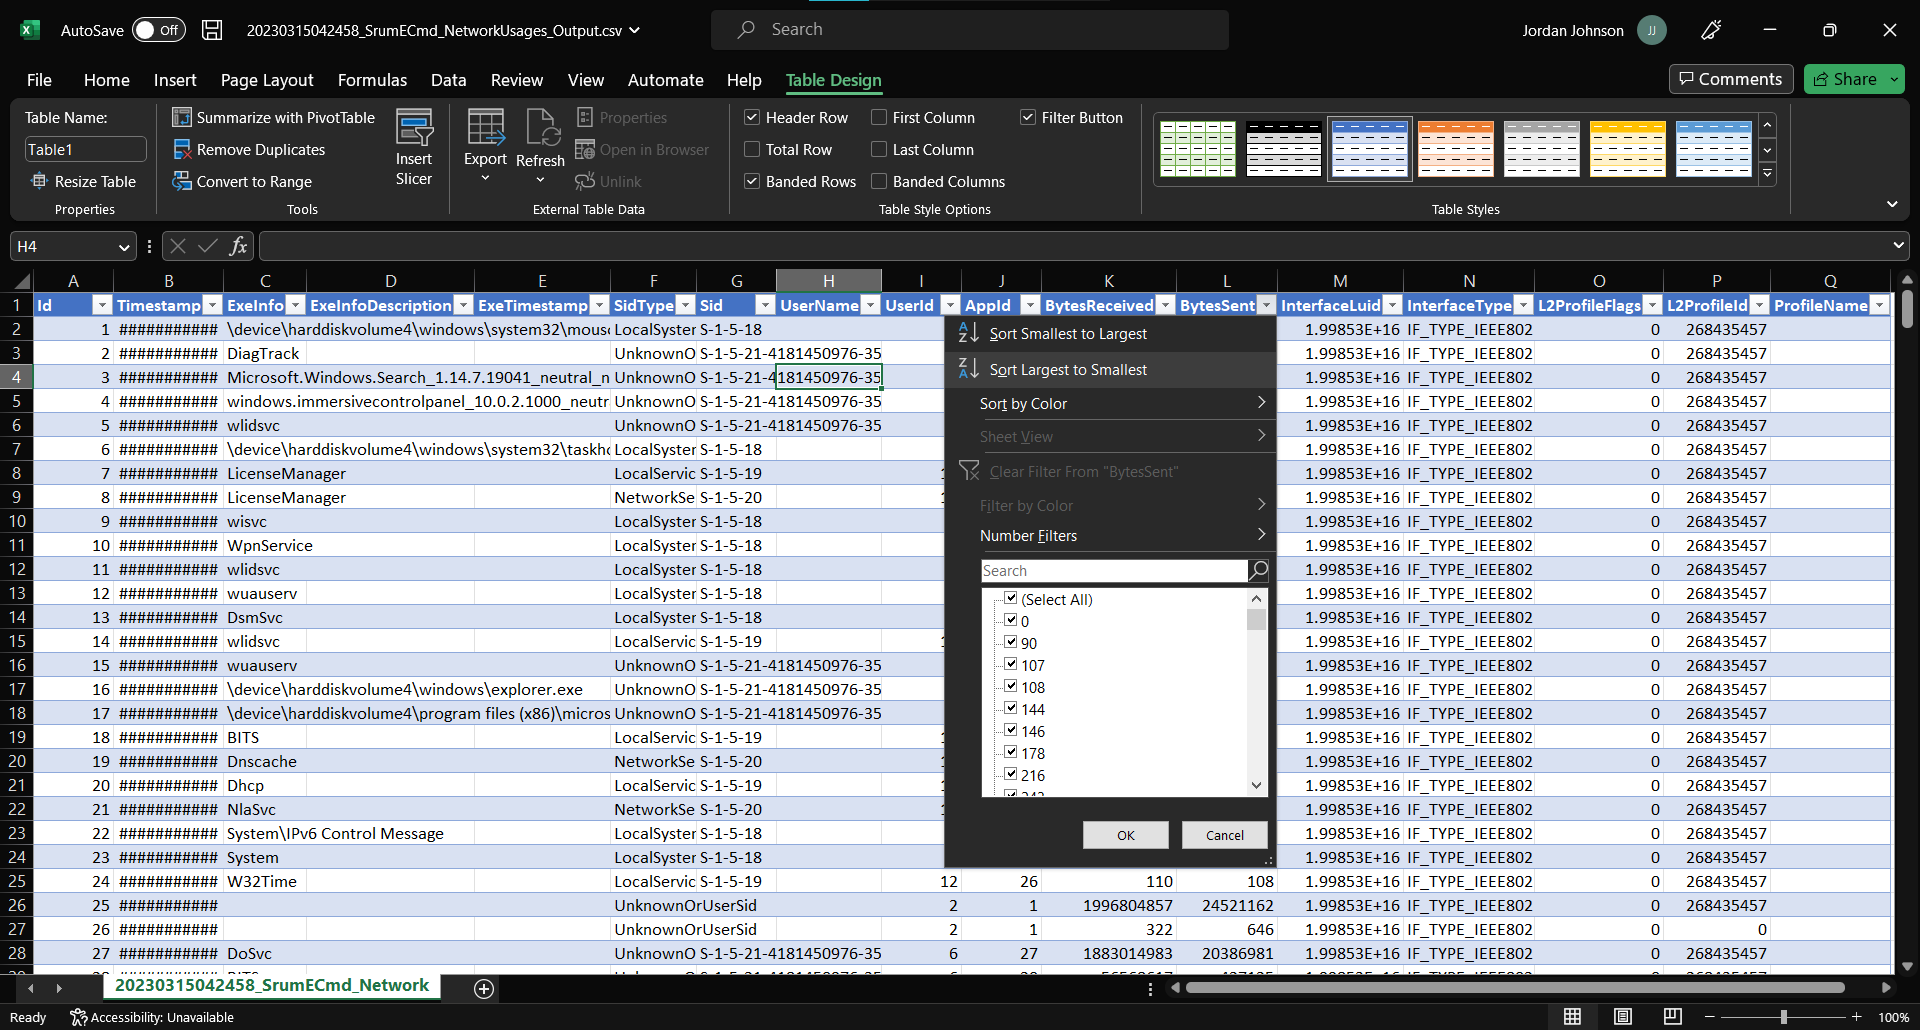 AutoSave Off 20230315042458_SrumECmd_NetworkUsages_Output.csv Search Jordan Johnson JJ
File Home Insert Page Layout Formulas Data Review View Automate Help Table Design Comments Share
Table Name: Summarize with PivotTable Properties Header Row First Column Filter Button
Table1 Remove Duplicates Insert Slicer Export Refresh Open in Browser Total Row Last Column
Resize Table Convert to Range Unlink Banded Rows Banded Columns
Properties Tools External Table Data Table Style Options Table Styles
H4 fx
A B C D E F G H I J K L M N O P Q
1 Id Timestamp ExeInfo ExeInfoDescription ExeTimestamp SidType Sid UserName UserId AppId BytesReceived BytesSent InterfaceLuid InterfaceType L2ProfileFlags L2ProfileId ProfileName
2 1 ########### \device\harddiskvolume4\windows\system32\mousc LocalSyster S-1-5-18 1.99853E+16 IF_TYPE_IEEE802 0 268435457
3 2 ########### DiagTrack UnknownO S-1-5-21-4181450976-35 1.99853E+16 IF_TYPE_IEEE802 0 268435457
4 3 ########### Microsoft.Windows.Search_1.14.7.19041_neutral_n UnknownO S-1-5-21-4181450976-35 1.99853E+16 IF_TYPE_IEEE802 0 268435457
5 4 ########### windows.immersivecontrolpanel_10.0.2.1000_neutr UnknownO S-1-5-21-4181450976-35 1.99853E+16 IF_TYPE_IEEE802 0 268435457
6 5 ########### wlidsvc UnknownO S-1-5-21-4181450976-35 1.99853E+16 IF_TYPE_IEEE802 0 268435457
7 6 ########### \device\harddiskvolume4\windows\system32\taskh LocalSyster S-1-5-18 1.99853E+16 IF_TYPE_IEEE802 0 268435457
8 7 ########### LicenseManager LocalServic S-1-5-19 1.99853E+16 IF_TYPE_IEEE802 0 268435457
9 8 ########### LicenseManager NetworkSe S-1-5-20 1.99853E+16 IF_TYPE_IEEE802 0 268435457
10 9 ########### wisvc LocalSyster S-1-5-18 1.99853E+16 IF_TYPE_IEEE802 0 268435457
11 10 ########### WpnService LocalSyster S-1-5-18 1.99853E+16 IF_TYPE_IEEE802 0 268435457
12 11 ########### wlidsvc LocalSyster S-1-5-18 1.99853E+16 IF_TYPE_IEEE802 0 268435457
13 12 ########### wuauserv LocalSyster S-1-5-18 1.99853E+16 IF_TYPE_IEEE802 0 268435457
14 13 ########### DsmSvc LocalSyster S-1-5-18 1.99853E+16 IF_TYPE_IEEE802 0 268435457
15 14 ########### wlidsvc LocalServic S-1-5-19 1.99853E+16 IF_TYPE_IEEE802 0 268435457
16 15 ########### wuauserv UnknownO S-1-5-21-4181450976-35 1.99853E+16 IF_TYPE_IEEE802 0 268435457
17 16 ########### \device\harddiskvolume4\windows\explorer.exe UnknownO S-1-5-21-4181450976-35 1.99853E+16 IF_TYPE_IEEE802 0 268435457
18 17 ########### \device\harddiskvolume4\program files (x86)\micros UnknownO S-1-5-21-4181450976-35 1.99853E+16 IF_TYPE_IEEE802 0 268435457
19 18 ########### BITS LocalServic S-1-5-19 1.99853E+16 IF_TYPE_IEEE802 0 268435457
20 19 ########### Dnscache NetworkSe S-1-5-20 1.99853E+16 IF_TYPE_IEEE802 0 268435457
21 20 ########### Dhcp LocalServic S-1-5-19 1.99853E+16 IF_TYPE_IEEE802 0 268435457
22 21 ########### NlaSvc NetworkSe S-1-5-20 1.99853E+16 IF_TYPE_IEEE802 0 268435457
23 22 ########### System\IPv6 Control Message LocalSyster S-1-5-18 1.99853E+16 IF_TYPE_IEEE802 0 268435457
24 23 ########### System LocalSyster S-1-5-18 1.99853E+16 IF_TYPE_IEEE802 0 268435457
25 24 ########### W32Time LocalServic S-1-5-19 12 26 110 108 1.99853E+16 IF_TYPE_IEEE802 0 268435457
26 25 ########### UnknownOrUserSid 2 1 1996804857 24521162 1.99853E+16 IF_TYPE_IEEE802 0 268435457
27 26 ########### UnknownOrUserSid 2 1 322 646 1.99853E+16 IF_TYPE_IEEE802 0 0
28 27 ########### DoSvc UnknownO S-1-5-21-4181450976-35 6 27 1883014983 20386981 1.99853E+16 IF_TYPE_IEEE802 0 268435457
Sort Smallest to Largest
Sort Largest to Smallest
Sort by Color
Sheet View
Clear Filter From "BytesSent"
Filter by Color
Number Filters
Search
(Select All)
0
90
107
108
144
146
178
216
OK Cancel
20230315042458_SrumECmd_Network
Ready Accessibility: Unavailable 100%